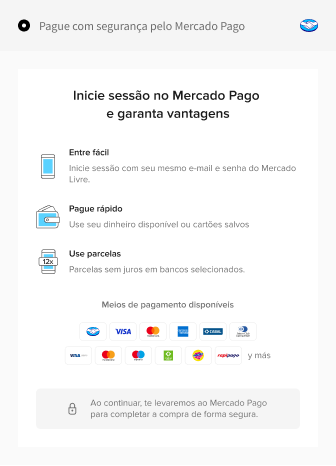 Pague com segurança pelo Mercado Pago
Inicie sessão no Mercado Pago
e garanta vantagens
Entre fácil
Inicie sessão com seu mesmo e-mail e senha do Mercado
Livre.
Pague rápido
Use seu dinheiro disponível ou cartões salvos
12x
Use parcelas
Parcelas sem juros em bancos selecionados.
Meios de pagamento disponíveis
VISA
CABAL
VISA
rapipago
y más
Ao continuar, te levaremos ao Mercado Pago
para completar a compra de forma segura.